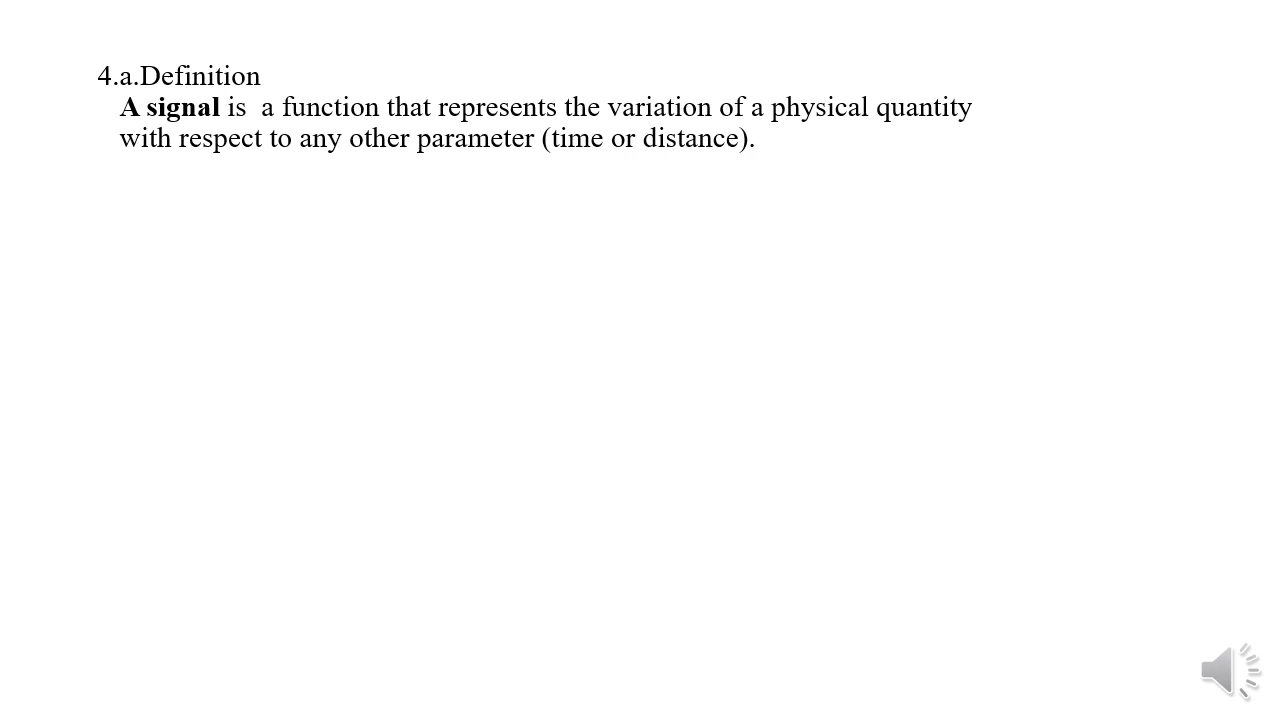 4.a.Definition
A signal is  a function that represents the variation of a physical quantity
with respect to any other parameter (time or distance).